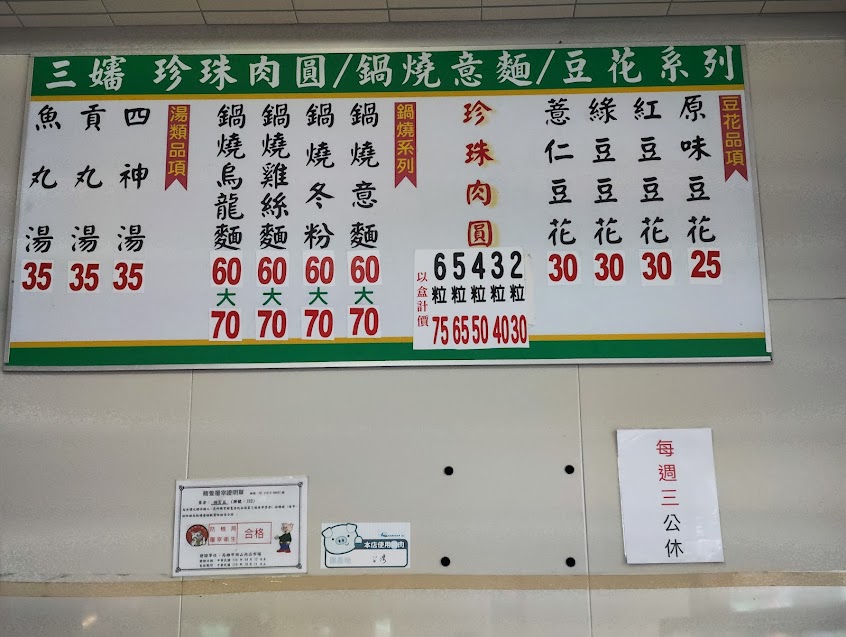 三嬸 珍珠肉圓/鍋燒意麵/豆花系列
豆花品項
原味豆花 25
紅豆豆花 30
綠豆豆花 30
薏仁豆花 30
珍珠肉圓
以盒計價
2粒 30
3粒 40
4粒 50
5粒 65
6粒 75
鍋燒系列
鍋燒意麵 60 大 70
鍋燒冬粉 60 大 70
鍋燒雞絲麵 60 大 70
鍋燒烏龍麵 60 大 70
湯類品項
四神湯 35
貢丸湯 35
魚丸湯 35
每週三公休
合格
本店使用豬肉
台灣